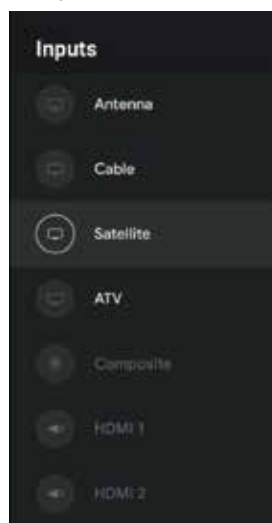 Inputs
Antenna
Cable
Satellite
ATV
Composite
HDMI 1
HDMI 2